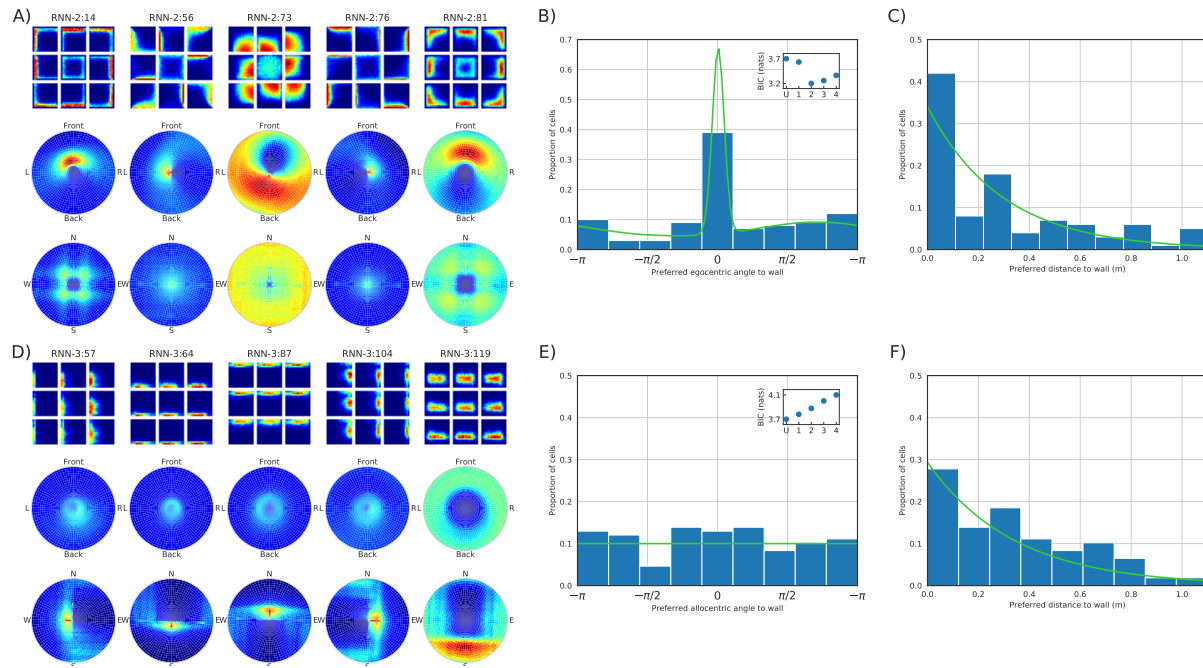 A)
RNN-2:14 RNN-2:56 RNN-2:73 RNN-2:76 RNN-2:81
Front Front Front Front Front
L RL RL RL RL R
Back Back Back Back Back
N N N N N
W EW EW EW EW E
S S S S S
B)
0.7
0.6
0.5
0.4
0.3
0.2
0.1
0.0
Proportion of cells
−π −π/2 0 π/2 −π
Preferred egocentric angle to wall
BIC (nats)
3.7
3.2
U 1 2 3 4
C)
0.5
0.4
0.3
0.2
0.1
0.0
Proportion of cells
0.0 0.2 0.4 0.6 0.8 1.0
Preferred distance to wall (m)
D)
RNN-3:57 RNN-3:64 RNN-3:87 RNN-3:104 RNN-3:119
Front Front Front Front Front
L RL RL RL RL R
Back Back Back Back Back
N N N N N
W EW EW EW EW E
S S S S S
E)
0.5
0.4
0.3
0.2
0.1
0.0
Proportion of cells
−π −π/2 0 π/2 −π
Preferred allocentric angle to wall
BIC (nats)
4.1
3.7
U 1 2 3 4
F)
0.5
0.4
0.3
0.2
0.1
0.0
Proportion of cells
0.0 0.2 0.4 0.6 0.8 1.0
Preferred distance to wall (m)